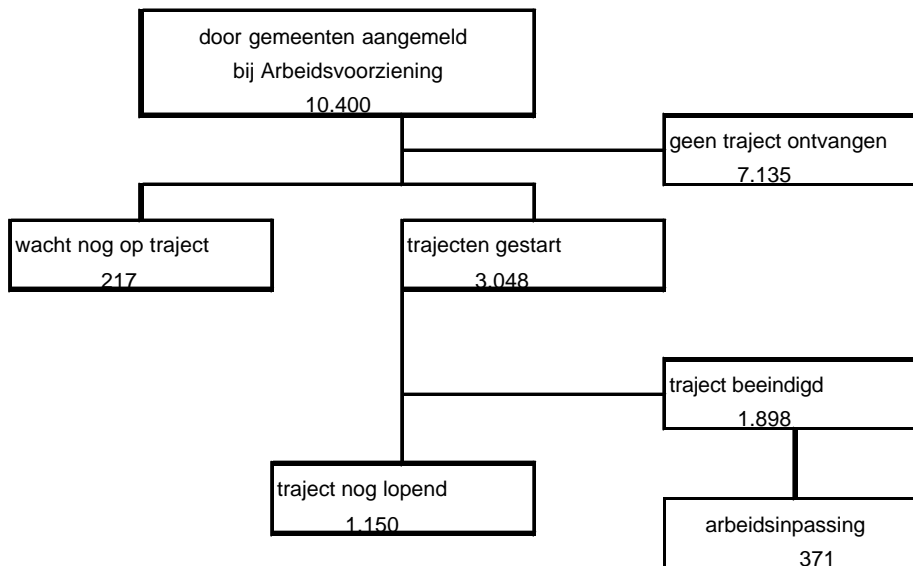 door gemeenten aangemeld
bij Arbeidsvoorziening
10.400
geen traject ontvangen
7.135
wacht nog op traject
217
trajecten gestart
3.048
traject beeindigd
1.898
traject nog lopend
1.150
arbeidsinpassing
371